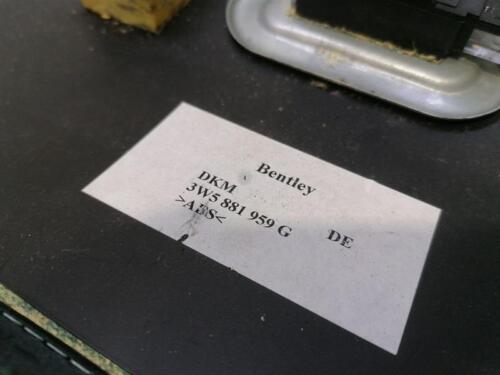 Bentley
DKM
3W5 881 959 G DE
>ABS<